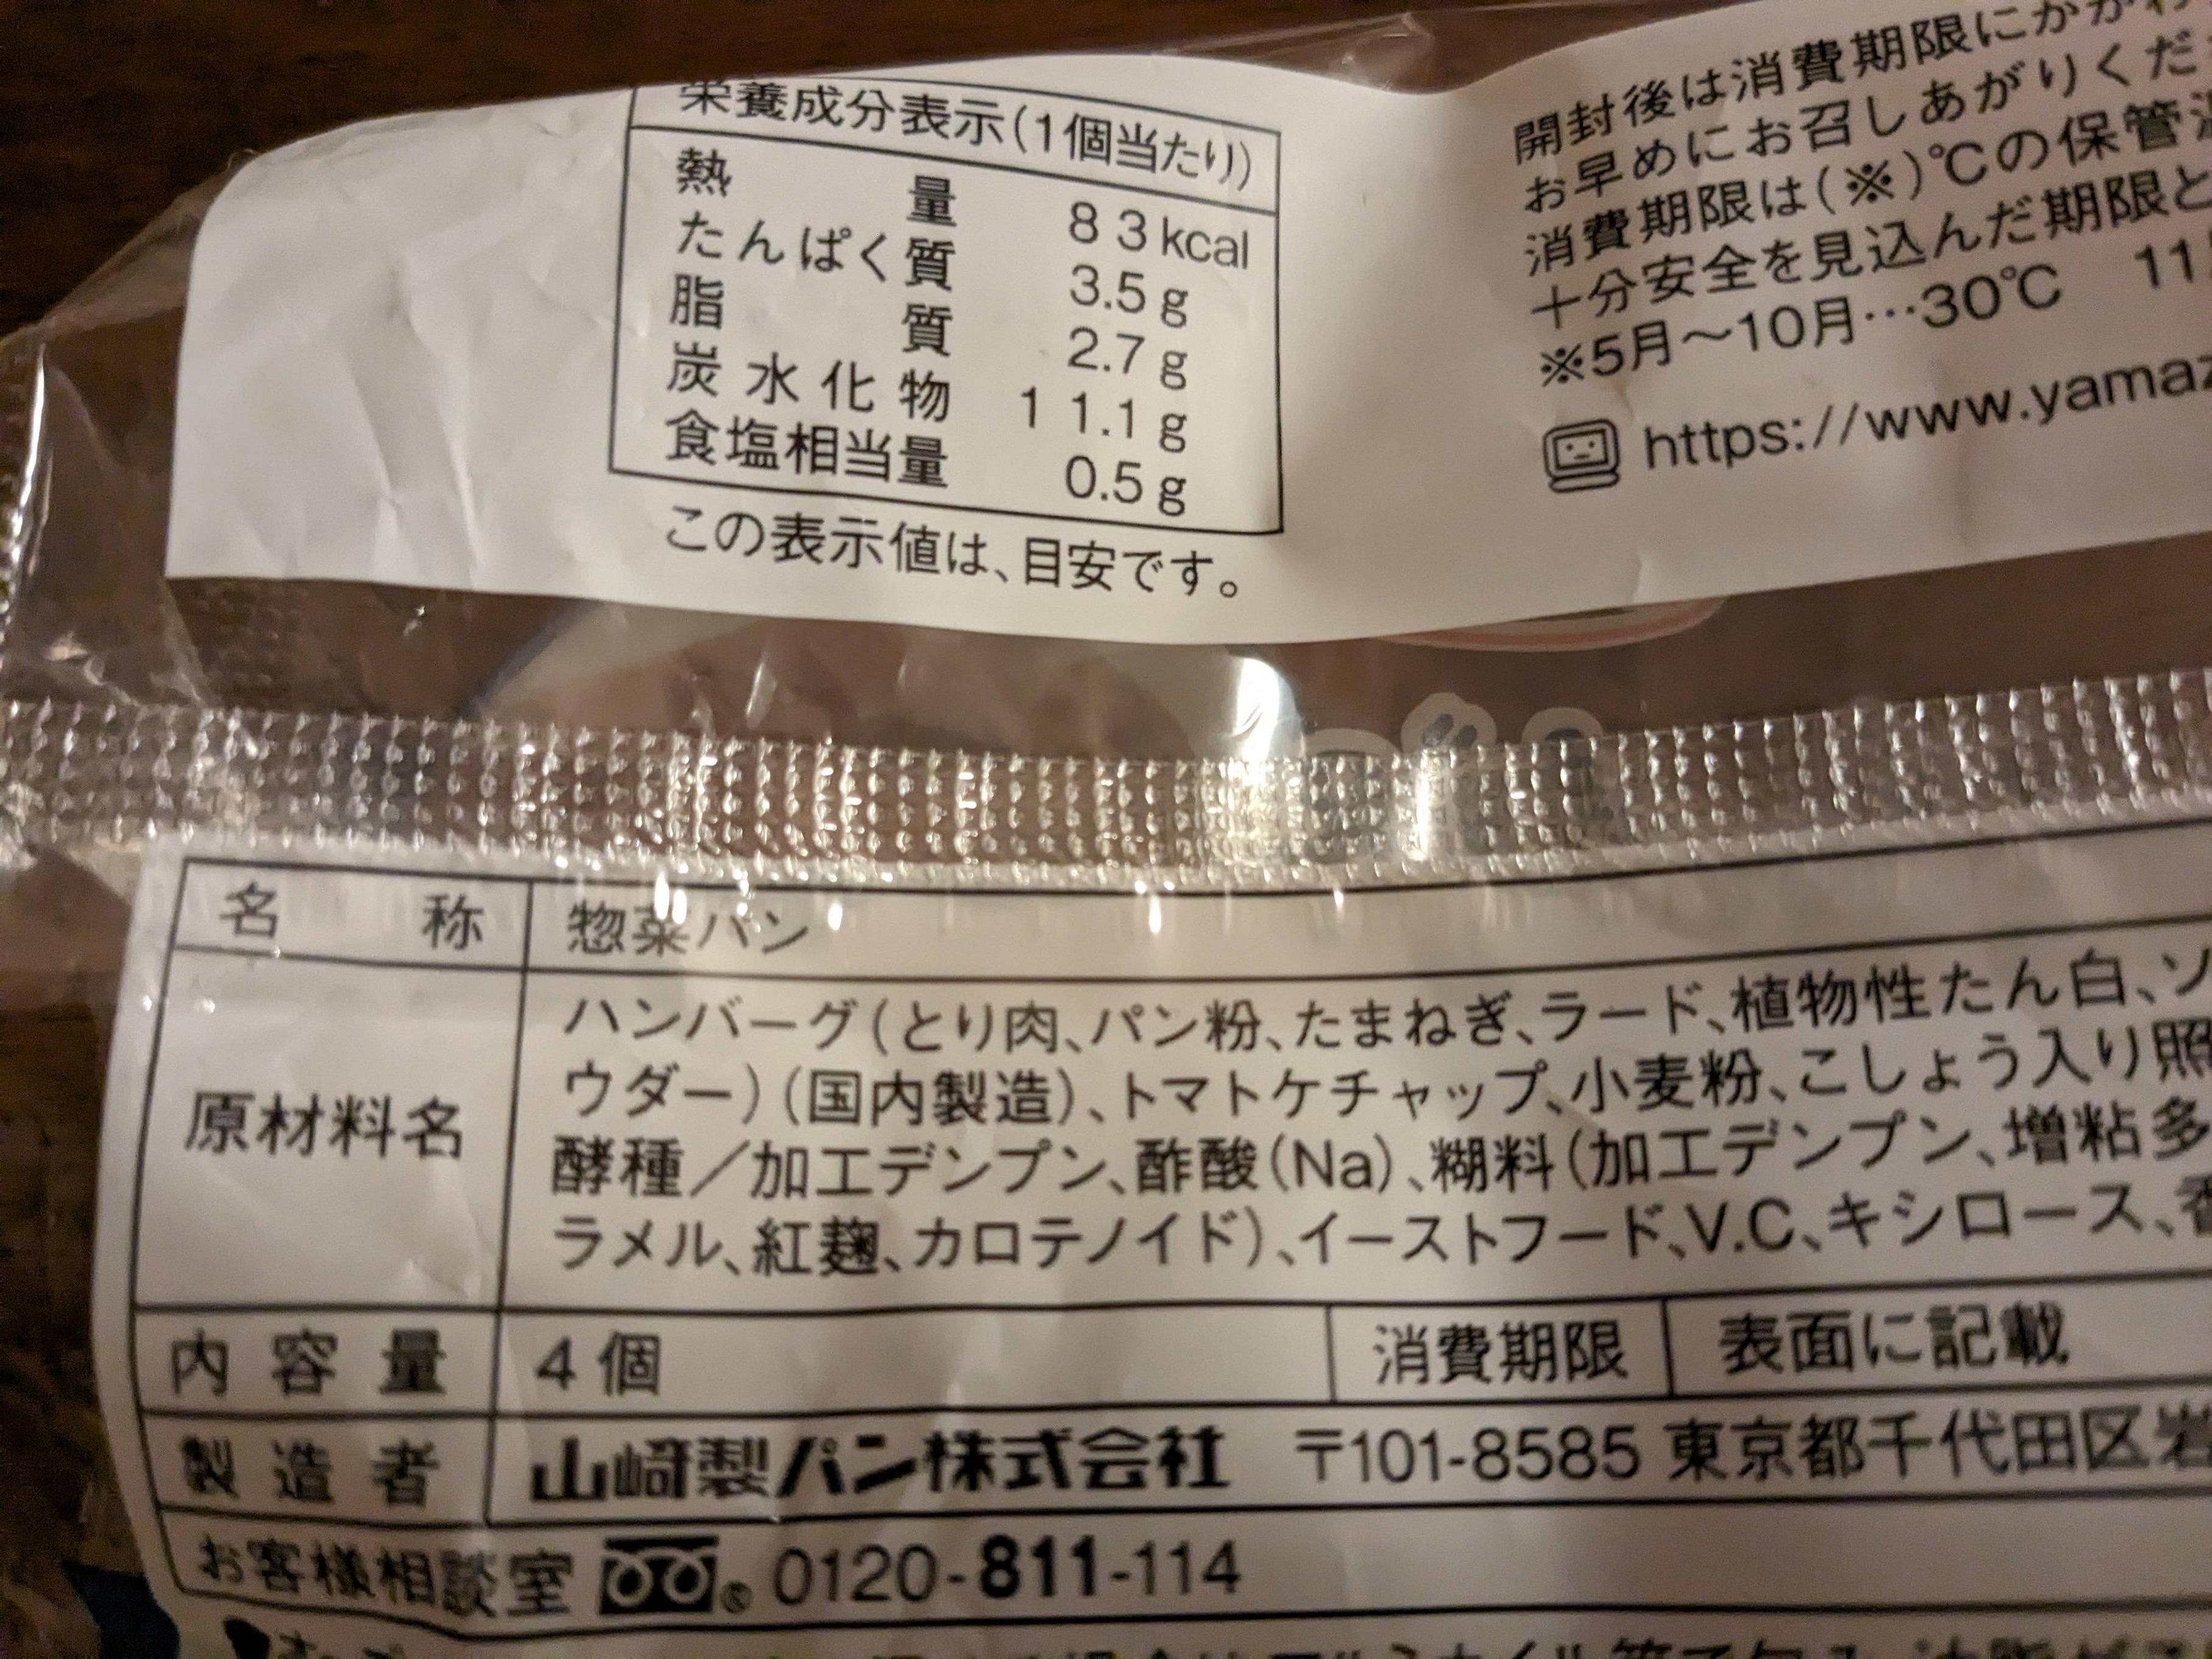 栄養成分表示(1個当たり)
熱量 83kcal
たんぱく質 3.5g
脂質 2.7g
炭水化物 11.1g
食塩相当量 0.5g
この表示値は、目安です。
開封後は消費期限にかかわ
お早めにお召しあがりくだ
消費期限は(※)℃の保管
十分安全を見込んだ期限と
※5月～10月…30℃ 11
https://www.yamaz
名称 惣菜パン
原材料名
ハンバーグ(とり肉、パン粉、たまねぎ、ラード、植物性たん白、ソ
ウダー)(国内製造)、トマトケチャップ、小麦粉、こしょう入り照
酵種／加工デンプン、酢酸(Na)、糊料(加工デンプン、増粘多
ラメル、紅麹、カロテノイド)、イーストフード、V.C、キシロース、香
内容量 4個 消費期限 表面に記載
製造者 山崎製パン株式会社 〒101-8585 東京都千代田区岩
お客様相談室 0120-811-114